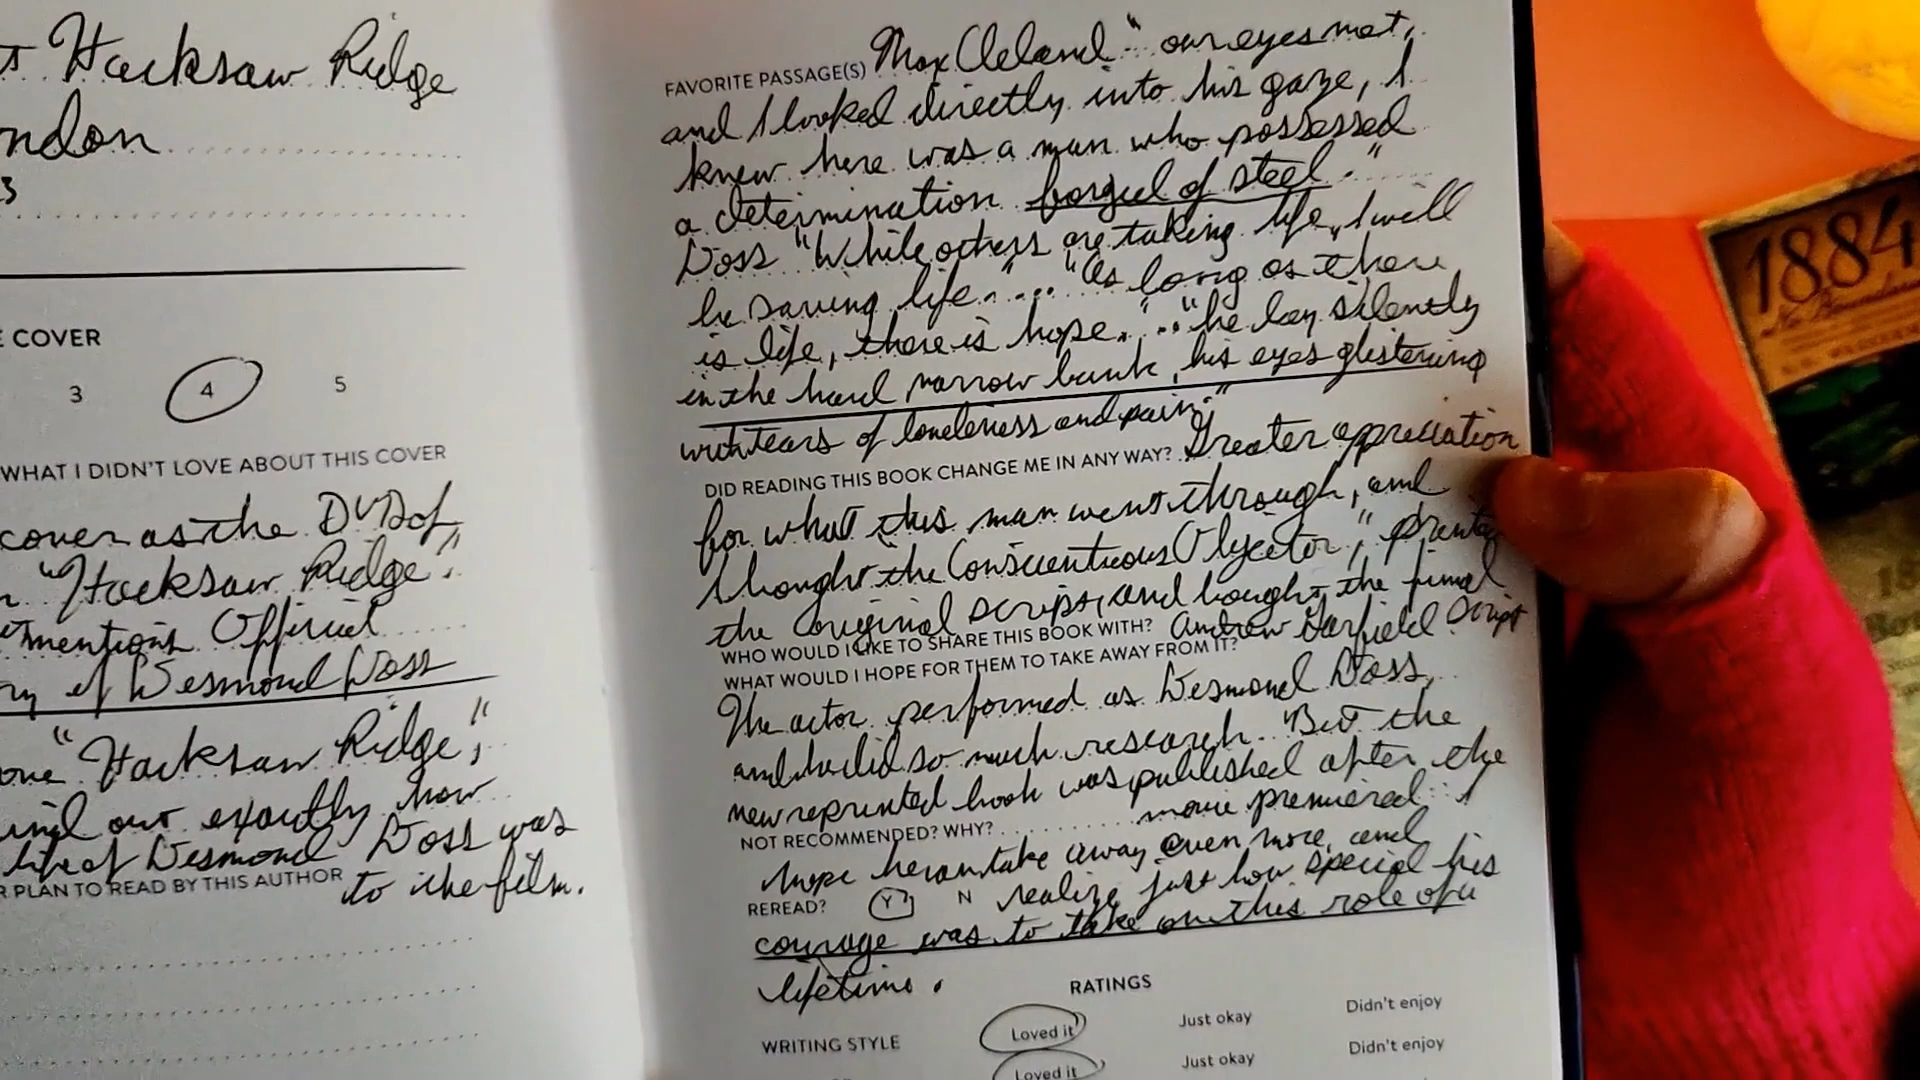 Hacksaw Ridge
ndon
COVER
3 4 5
WHAT I DIDN'T LOVE ABOUT THIS COVER
cover as the DVD of
"Hacksaw Ridge."
mentions Official
of Desmond Doss
"Hacksaw Ridge,"
out exactly how
life of Desmond Doss was
PLAN TO READ BY THIS AUTHOR
to the film.
FAVORITE PASSAGE(S) Max Cleland "our eyes met,
and I looked directly into his gaze, I
knew here was a man who possessed
a determination forged of steel."
Doss "While others are taking life, I will
be saving life." ... "As long as there
is life, there is hope." .. "he lay silently
in the hard narrow bunk, his eyes glistening
with tears of loneliness and pain."
DID READING THIS BOOK CHANGE ME IN ANY WAY? Greater appreciation
for what this man went through, and
the Conscientious Objector,"
the original script, and bought the final
script
WHO WOULD I LIKE TO SHARE THIS BOOK WITH? Andrew Garfield
WHAT WOULD I HOPE FOR THEM TO TAKE AWAY FROM IT?
The actor performed as Desmond Doss,
and he did so much research. But the
new reprinted book was published after the
movie premiered. I
NOT RECOMMENDED? WHY?
hope he can take away even more, and
REREAD? Y N realize just how special his
courage was to take on this role of a
lifetime.
RATINGS
WRITING STYLE Loved it Just okay Didn't enjoy
Loved it Just okay Didn't enjoy
1884